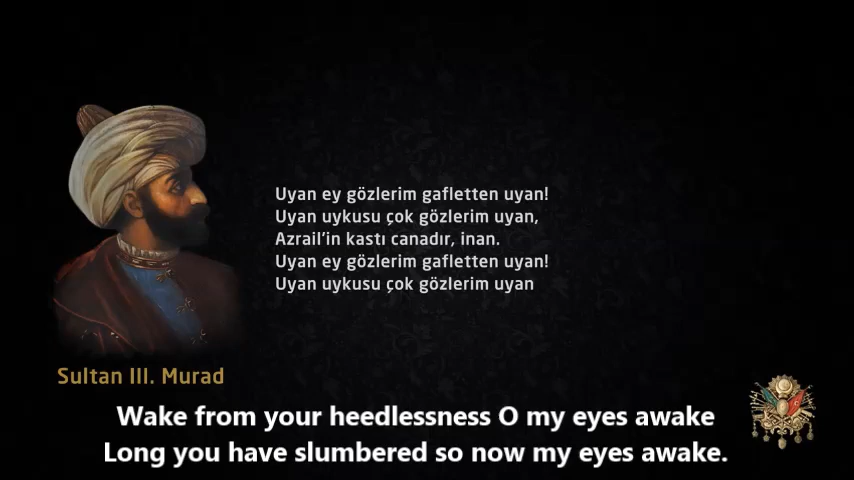 Uyan ey gözlerim gafletten uyan!
Uyan uykusu çok gözlerim uyan,
Azrail'in kastı canadır, inan.
Uyan ey gözlerim gafletten uyan!
Uyan uykusu çok gözlerim uyan
Sultan III. Murad
Wake from your heedlessness O my eyes awake
Long you have slumbered so now my eyes awake.